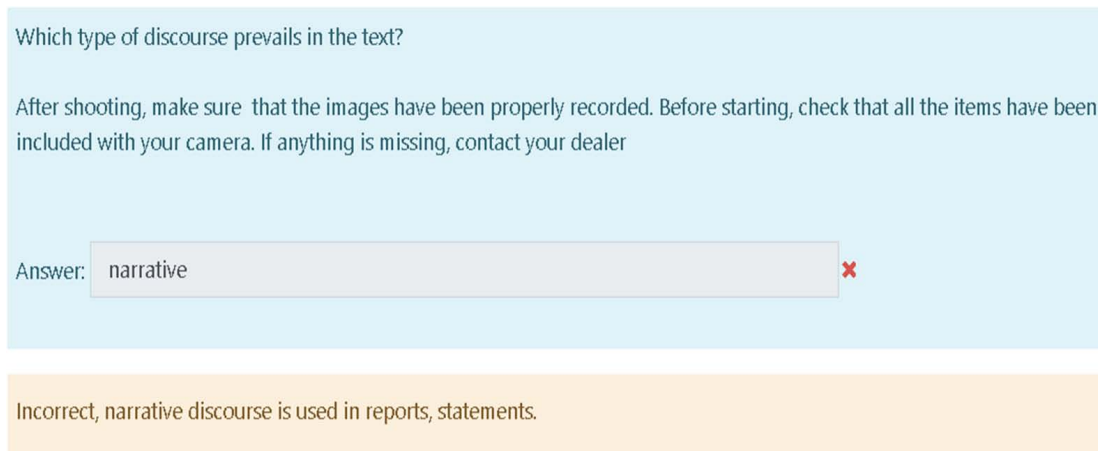 Which type of discourse prevails in the text?
After shooting, make sure that the images have been properly recorded. Before starting, check that all the items have been
included with your camera. If anything is missing, contact your dealer
Answer: narrative ✖
Incorrect, narrative discourse is used in reports, statements.